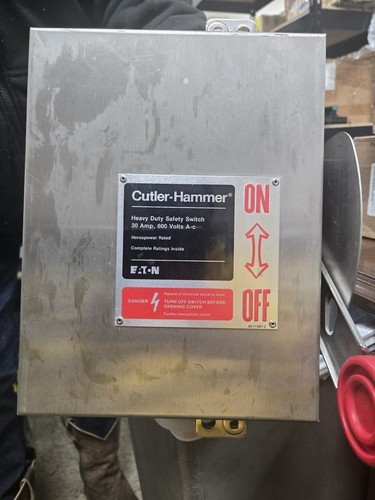 Cutler-Hammer®
Heavy Duty Safety Switch
30 Amp, 600 Volts A-c
Horsepower Rated
Complete Ratings Inside
EATON
ON
OFF
DANGER
TURN OFF SWITCH BEFORE
OPENING COVER